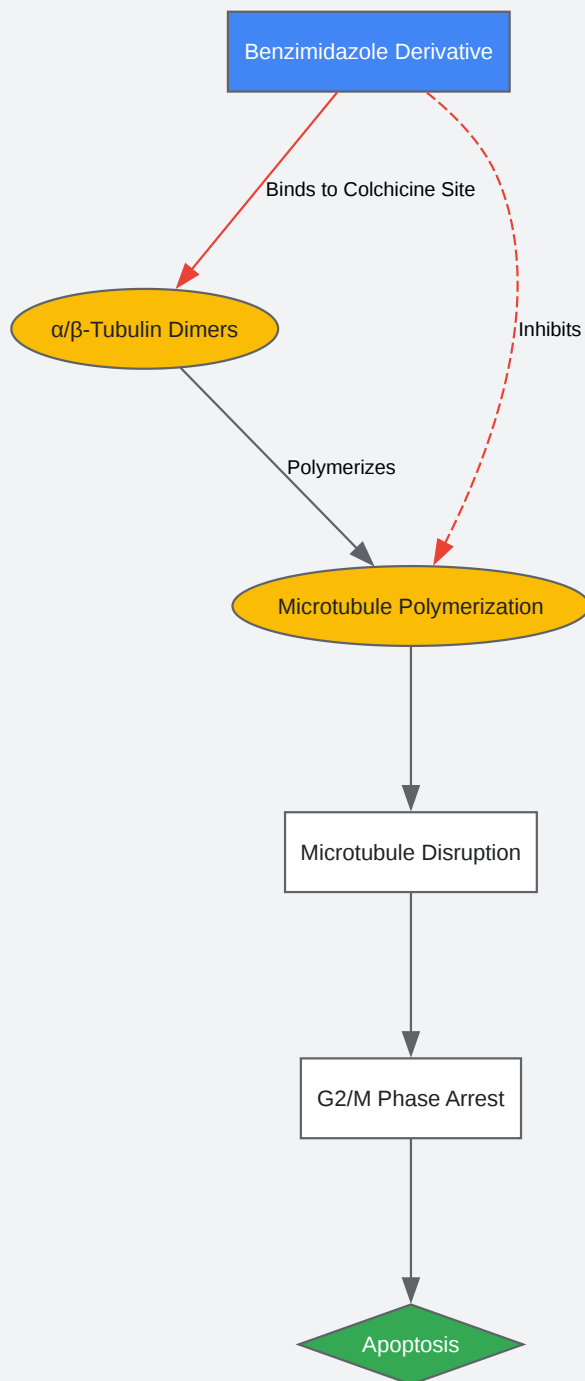 Benzimidazole Derivative
Binds to Colchicine Site
α/β-Tubulin Dimers
Inhibits
Polymerizes
Microtubule Polymerization
Microtubule Disruption
G2/M Phase Arrest
Apoptosis